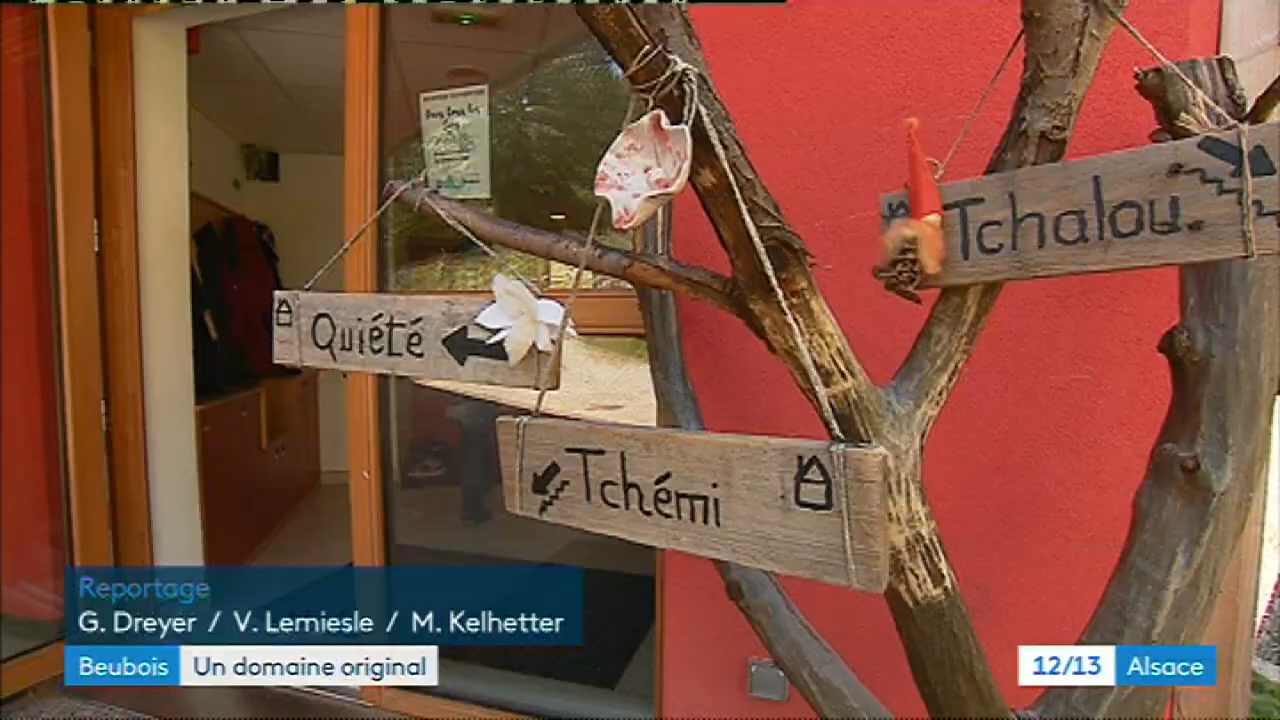 Tchalou.
Quiété
Tchémi
Reportage
G. Dreyer / V. Lemiesle / M. Kelhetter
Beubois Un domaine original
12/13 Alsace